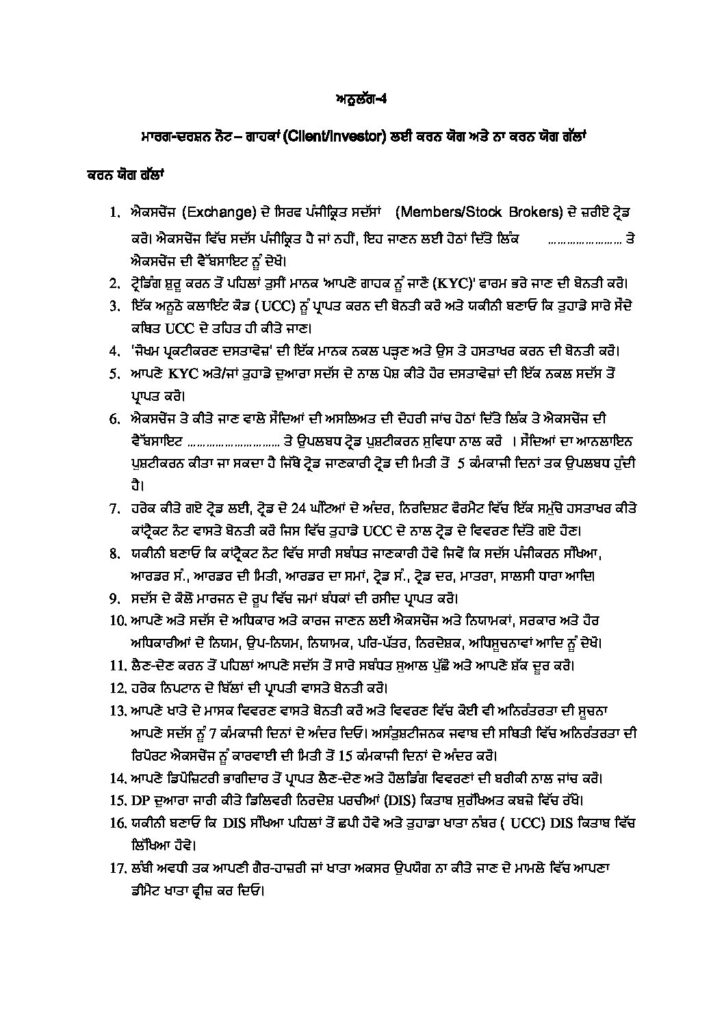 ਅਨੁਲੱਗ-4
ਮਾਰਗ-ਦਰਸ਼ਨ ਨੋਟ – ਗਾਹਕਾਂ (Client/Investor) ਲਈ ਕਰਨ ਯੋਗ ਅਤੇ ਨਾ ਕਰਨ ਯੋਗ ਗੱਲਾਂ
ਕਰਨ ਯੋਗ ਗੱਲਾਂ
1. ਐਕਸਚੇਂਜ (Exchange) ਦੇ ਸਿਰਫ ਪੰਜੀਕ੍ਰਿਤ ਸਦੱਸਾਂ (Members/Stock Brokers) ਦੇ ਜ਼ਰੀਏ ਟ੍ਰੇਡ
ਕਰੋ। ਐਕਸਚੇਂਜ ਵਿੱਚ ਸਦੱਸ ਪੰਜੀਕ੍ਰਿਤ ਹੈ ਜਾਂ ਨਹੀਂ, ਇਹ ਜਾਣਨ ਲਈ ਹੇਠਾਂ ਦਿੱਤੇ ਲਿੰਕ ........................ ਤੇ
ਐਕਸਚੇਂਜ ਦੀ ਵੈੱਬਸਾਇਟ ਨੂੰ ਦੇਖੋ।
2. ਟ੍ਰੇਡਿੰਗ ਸ਼ੁਰੂ ਕਰਨ ਤੋਂ ਪਹਿਲਾਂ ਤੁਸੀਂ ਮਾਨਕ 'ਆਪਣੇ ਗਾਹਕ ਨੂੰ ਜਾਣੋ (KYC)' ਫਾਰਮ ਭਰੇ ਜਾਣ ਦੀ ਬੇਨਤੀ ਕਰੋ।
3. ਇੱਕ ਅਨੂਠੇ ਕਲਾਇੰਟ ਕੋਡ (UCC) ਨੂੰ ਪ੍ਰਾਪਤ ਕਰਨ ਦੀ ਬੇਨਤੀ ਕਰੋ ਅਤੇ ਯਕੀਨੀ ਬਣਾਓ ਕਿ ਤੁਹਾਡੇ ਸਾਰੇ ਸੌਦੇ
ਕਥਿਤ UCC ਦੇ ਤਹਿਤ ਹੀ ਕੀਤੇ ਜਾਣ।
4. 'ਜੋਖਮ ਪ੍ਰਕਟੀਕਰਣ ਦਸਤਾਵੇਜ਼' ਦੀ ਇੱਕ ਮਾਨਕ ਨਕਲ ਪੜ੍ਹਣ ਅਤੇ ਉਸ ਤੇ ਹਸਤਾਖਰ ਕਰਨ ਦੀ ਬੇਨਤੀ ਕਰੋ।
5. ਆਪਣੇ KYC ਅਤੇ/ਜਾਂ ਤੁਹਾਡੇ ਦੁਆਰਾ ਸਦੱਸ ਦੇ ਨਾਲ ਪੇਸ਼ ਕੀਤੇ ਹੋਰ ਦਸਤਾਵੇਜ਼ਾਂ ਦੀ ਇੱਕ ਨਕਲ ਸਦੱਸ ਤੋਂ
ਪ੍ਰਾਪਤ ਕਰੋ।
6. ਐਕਸਚੇਂਜ ਤੇ ਕੀਤੇ ਜਾਣ ਵਾਲੇ ਸੌਦਿਆਂ ਦੀ ਅਸਲਿਅਤ ਦੀ ਦੋਹਰੀ ਜਾਂਚ ਹੇਠਾਂ ਦਿੱਤੇ ਲਿੰਕ ਤੇ ਐਕਸਚੇਂਜ ਦੀ
ਵੈੱਬਸਾਇਟ .............................. ਤੇ ਉਪਲਬਧ ਟ੍ਰੇਡ ਪੁਸ਼ਟੀਕਰਨ ਸੁਵਿਧਾ ਨਾਲ ਕਰੋ । ਸੌਦਿਆਂ ਦਾ ਆਨਲਾਇਨ
ਪੁਸ਼ਟੀਕਰਨ ਕੀਤਾ ਜਾ ਸਕਦਾ ਹੈ ਜਿੱਥੇ ਟ੍ਰੇਡ ਜਾਣਕਾਰੀ ਟ੍ਰੇਡ ਦੀ ਮਿਤੀ ਤੋਂ 5 ਕੰਮਕਾਜੀ ਦਿਨਾਂ ਤਕ ਉਪਲਬਧ ਹੁੰਦੀ
ਹੈ।
7. ਹਰੇਕ ਕੀਤੇ ਗਏ ਟ੍ਰੇਡ ਲਈ, ਟ੍ਰੇਡ ਦੇ 24 ਘੰਟਿਆਂ ਦੇ ਅੰਦਰ, ਨਿਰਦਿਸ਼ਟ ਫੋਰਮੈਟ ਵਿੱਚ ਇੱਕ ਸਮੁੱਚੇ ਹਸਤਾਖਰ ਕੀਤੇ
ਕਾਂਟ੍ਰੈਕਟ ਨੋਟ ਵਾਸਤੇ ਬੇਨਤੀ ਕਰੋ ਜਿਸ ਵਿੱਚ ਤੁਹਾਡੇ UCC ਦੇ ਨਾਲ ਟ੍ਰੇਡ ਦੇ ਵਿਵਰਣ ਦਿੱਤੇ ਗਏ ਹੋਣ।
8. ਯਕੀਨੀ ਬਣਾਓ ਕਿ ਕਾਂਟ੍ਰੈਕਟ ਨੋਟ ਵਿੱਚ ਸਾਰੀ ਸਬੰਧਤ ਜਾਣਕਾਰੀ ਹੋਵੇ ਜਿਵੇਂ ਕਿ ਸਦੱਸ ਪੰਜੀਕਰਨ ਸੰਖਿਆ,
ਆਰਡਰ ਸੰ., ਆਰਡਰ ਦੀ ਮਿਤੀ, ਆਰਡਰ ਦਾ ਸਮਾਂ, ਟ੍ਰੇਡ ਸੰ., ਟ੍ਰੇਡ ਦਰ, ਮਾਤਰਾ, ਸਾਲਸੀ ਧਾਰਾ ਆਦਿ।
9. ਸਦੱਸ ਦੇ ਕੋਲੋਂ ਮਾਰਜਨ ਦੇ ਰੂਪ ਵਿੱਚ ਜਮਾਂ ਬੰਧਕਾਂ ਦੀ ਰਸੀਦ ਪ੍ਰਾਪਤ ਕਰੋ।
10. ਆਪਣੇ ਅਤੇ ਸਦੱਸ ਦੇ ਅਧਿਕਾਰ ਅਤੇ ਕਾਰਜ ਜਾਣਨ ਲਈ ਐਕਸਚੇਂਜ ਅਤੇ ਨਿਯਾਮਕਾਂ, ਸਰਕਾਰ ਅਤੇ ਹੋਰ
ਅਧਿਕਾਰੀਆਂ ਦੇ ਨਿਯਮ, ਉਪ-ਨਿਯਮ, ਨਿਯਾਮਕ, ਪਰਿ-ਪੱਤਰ, ਨਿਰਦੇਸ਼ਕ, ਅਧਿਸੂਚਨਾਵਾਂ ਆਦਿ ਨੂੰ ਦੇਖੋ।
11. ਲੈਣ-ਦੇਣ ਕਰਨ ਤੋਂ ਪਹਿਲਾਂ ਆਪਣੇ ਸਦੱਸ ਤੋਂ ਸਾਰੇ ਸਬੰਧਤ ਸੁਆਲ ਪੁੱਛੋ ਅਤੇ ਆਪਣੇ ਸ਼ੱਕ ਦੂਰ ਕਰੋ।
12. ਹਰੇਕ ਨਿਪਟਾਨ ਦੇ ਬਿੱਲਾਂ ਦੀ ਪ੍ਰਾਪਤੀ ਵਾਸਤੇ ਬੇਨਤੀ ਕਰੋ।
13. ਆਪਣੇ ਖਾਤੇ ਦੇ ਮਾਸਕ ਵਿਵਰਣ ਵਾਸਤੇ ਬੇਨਤੀ ਕਰੋ ਅਤੇ ਵਿਵਰਣ ਵਿੱਚ ਕੋਈ ਵੀ ਅਨਿਰੰਤਰਤਾ ਦੀ ਸੂਚਨਾ
ਆਪਣੇ ਸਦੱਸ ਨੂੰ 7 ਕੰਮਕਾਜੀ ਦਿਨਾਂ ਦੇ ਅੰਦਰ ਦਿਓ। ਅਸੰਤੁਸ਼ਟੀਜਨਕ ਜਵਾਬ ਦੀ ਸਥਿਤੀ ਵਿੱਚ ਅਨਿਰੰਤਰਤਾ ਦੀ
ਰਿਪੋਰਟ ਐਕਸਚੇਂਜ ਨੂੰ ਕਾਰਵਾਈ ਦੀ ਮਿਤੀ ਤੋਂ 15 ਕੰਮਕਾਜੀ ਦਿਨਾਂ ਦੇ ਅੰਦਰ ਕਰੋ।
14. ਆਪਣੇ ਡਿਪੋਜ਼ਿਟਰੀ ਭਾਗੀਦਾਰ ਤੋਂ ਪ੍ਰਾਪਤ ਲੈਣ-ਦੇਣ ਅਤੇ ਹੋਲਡਿੰਗ ਵਿਵਰਣਾਂ ਦੀ ਬਰੀਕੀ ਨਾਲ ਜਾਂਚ ਕਰੋ।
15. DP ਦੁਆਰਾ ਜਾਰੀ ਕੀਤੇ ਡਿਲਿਵਰੀ ਨਿਰਦੇਸ਼ ਪਰਚੀਆਂ (DIS) ਕਿਤਾਬ ਸੁਰੱਖਿਅਤ ਕਬਜ਼ੇ ਵਿੱਚ ਰੱਖੋ।
16. ਯਕੀਨੀ ਬਣਾਓ ਕਿ DIS ਸੰਖਿਆ ਪਹਿਲਾਂ ਤੋਂ ਛਪੀ ਹੋਵੇ ਅਤੇ ਤੁਹਾਡਾ ਖਾਤਾ ਨੰਬਰ ( UCC) DIS ਕਿਤਾਬ ਵਿੱਚ
ਲਿੱਖਿਆ ਹੋਵੇ।
17. ਲੰਬੀ ਅਵਧੀ ਤਕ ਆਪਣੀ ਗੈਰ-ਹਾਜ਼ਰੀ ਜਾਂ ਖਾਤਾ ਅਕਸਰ ਉਪਯੋਗ ਨਾ ਕੀਤੇ ਜਾਣ ਦੇ ਮਾਮਲੇ ਵਿੱਚ ਆਪਣਾ
ਡੀਮੈਟ ਖਾਤਾ ਫ੍ਰੀਜ਼ ਕਰ ਦਿਓ।